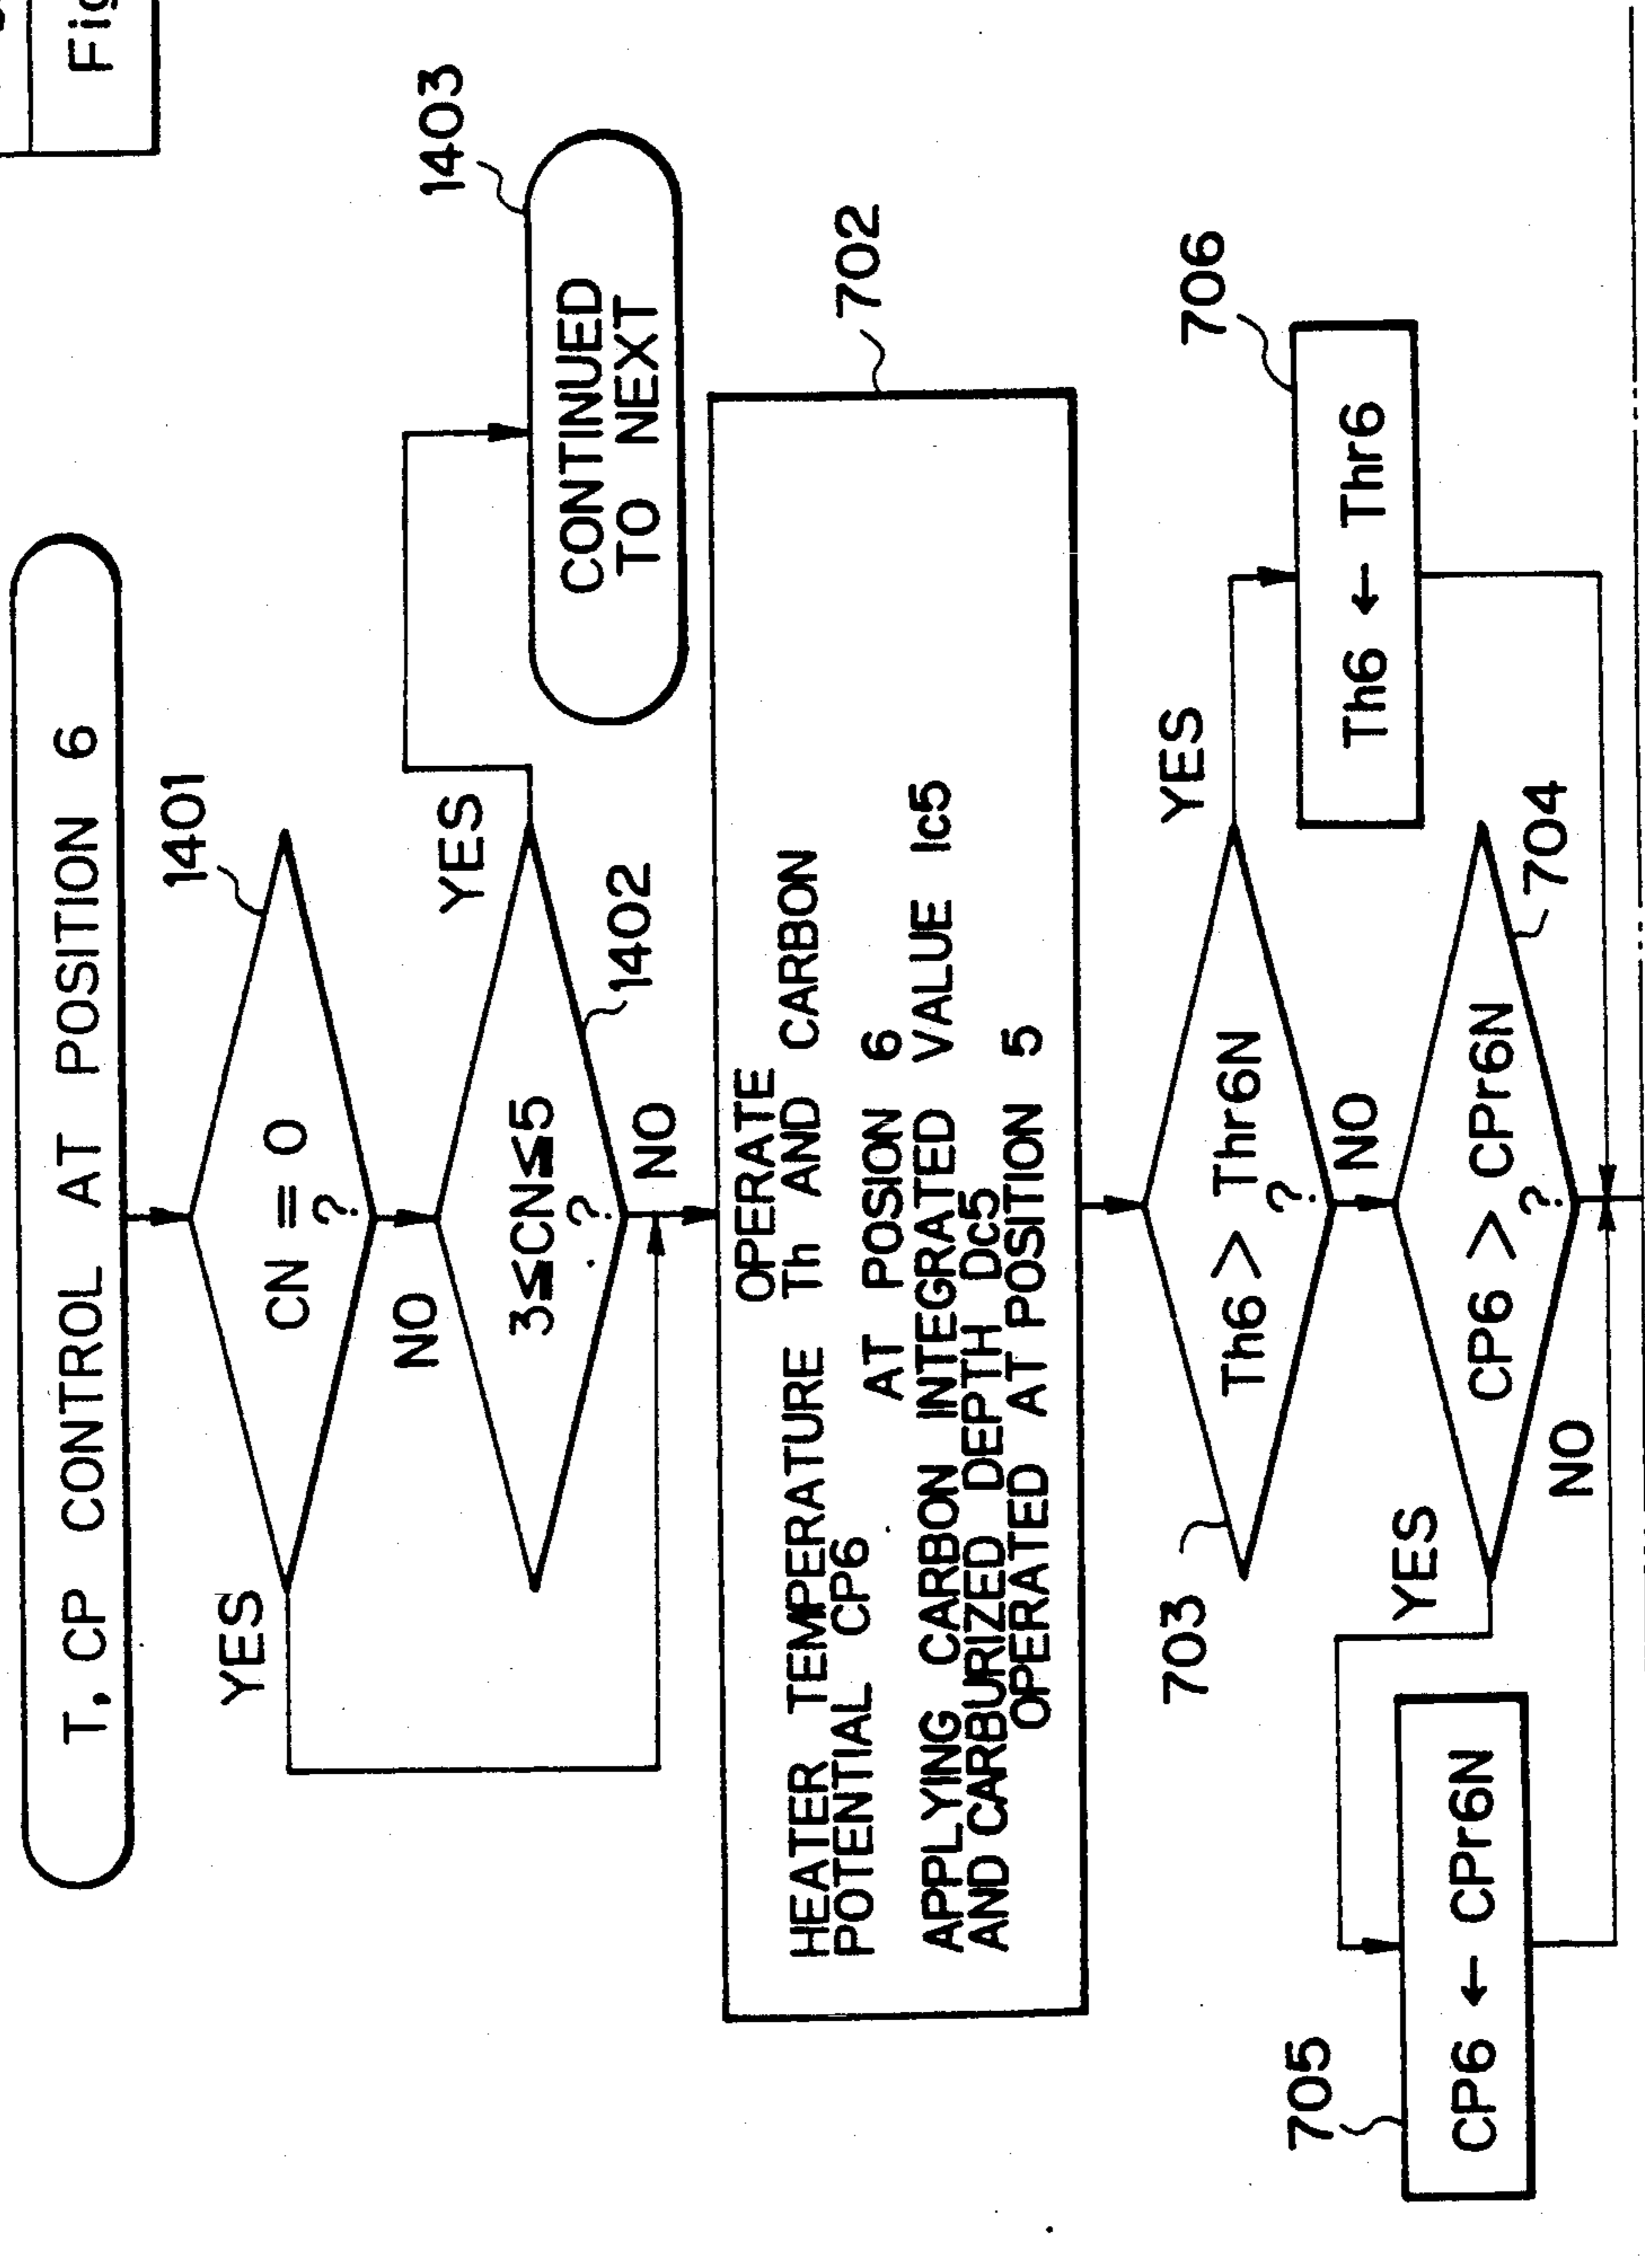 Fig
T, CP CONTROL AT POSITION 6
1401
CN = 0
?
YES
NO
1402
3≦CN≦5
?
YES
NO
1403
CONTINUED
TO NEXT
702
OPERATE
HEATER TEMPERATURE Th AND CARBON
POTENTIAL CP6
AT POSION 6
APPLYING CARBON INTEGRATED VALUE Ic5
AND CARBURIZED DEPTH Dc5
OPERATED AT POSITION 5
703
Th6 > Thr6N
?
YES
NO
706
Th6 ← Thr6
704
CP6 > CPr6N
?
YES
NO
705
CP6 ← CPr6N